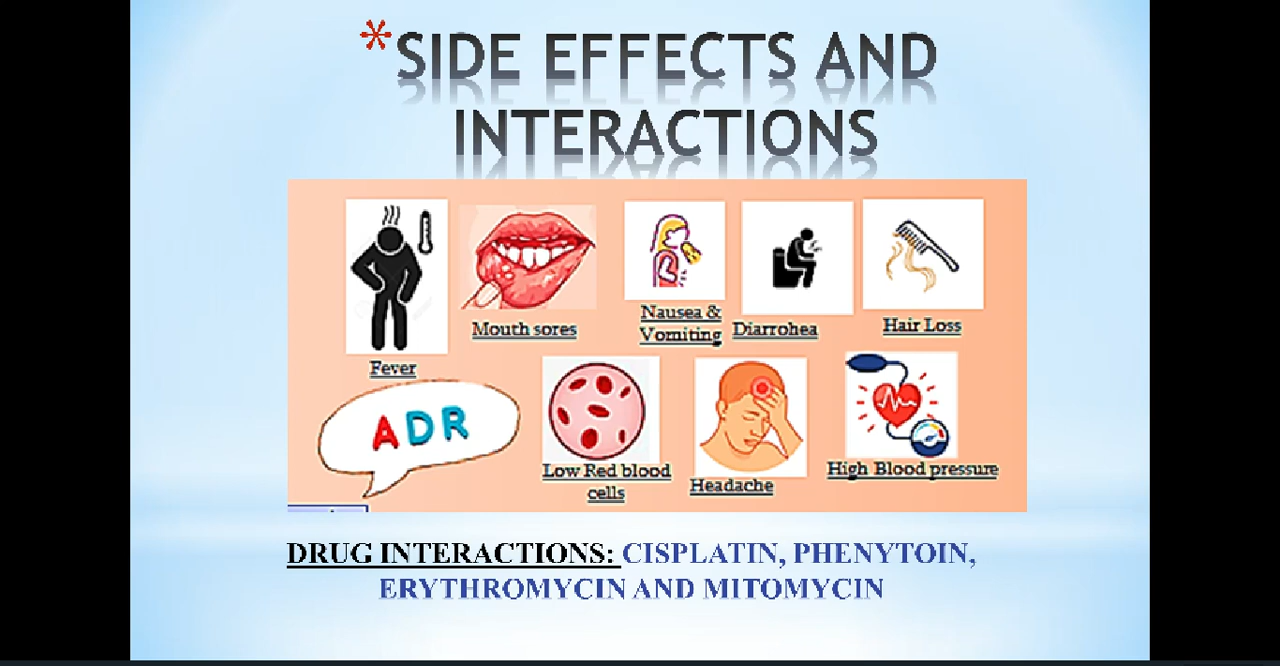 *SIDE EFFECTS AND
INTERACTIONS
Fever
Mouth sores
Nausea &
Vomiting
Diarrohea
Hair Loss
ADR
Low Red blood
cells
Headache
High Blood pressure
DRUG INTERACTIONS: CISPLATIN, PHENYTOIN,
ERYTHROMYCIN AND MITOMYCIN